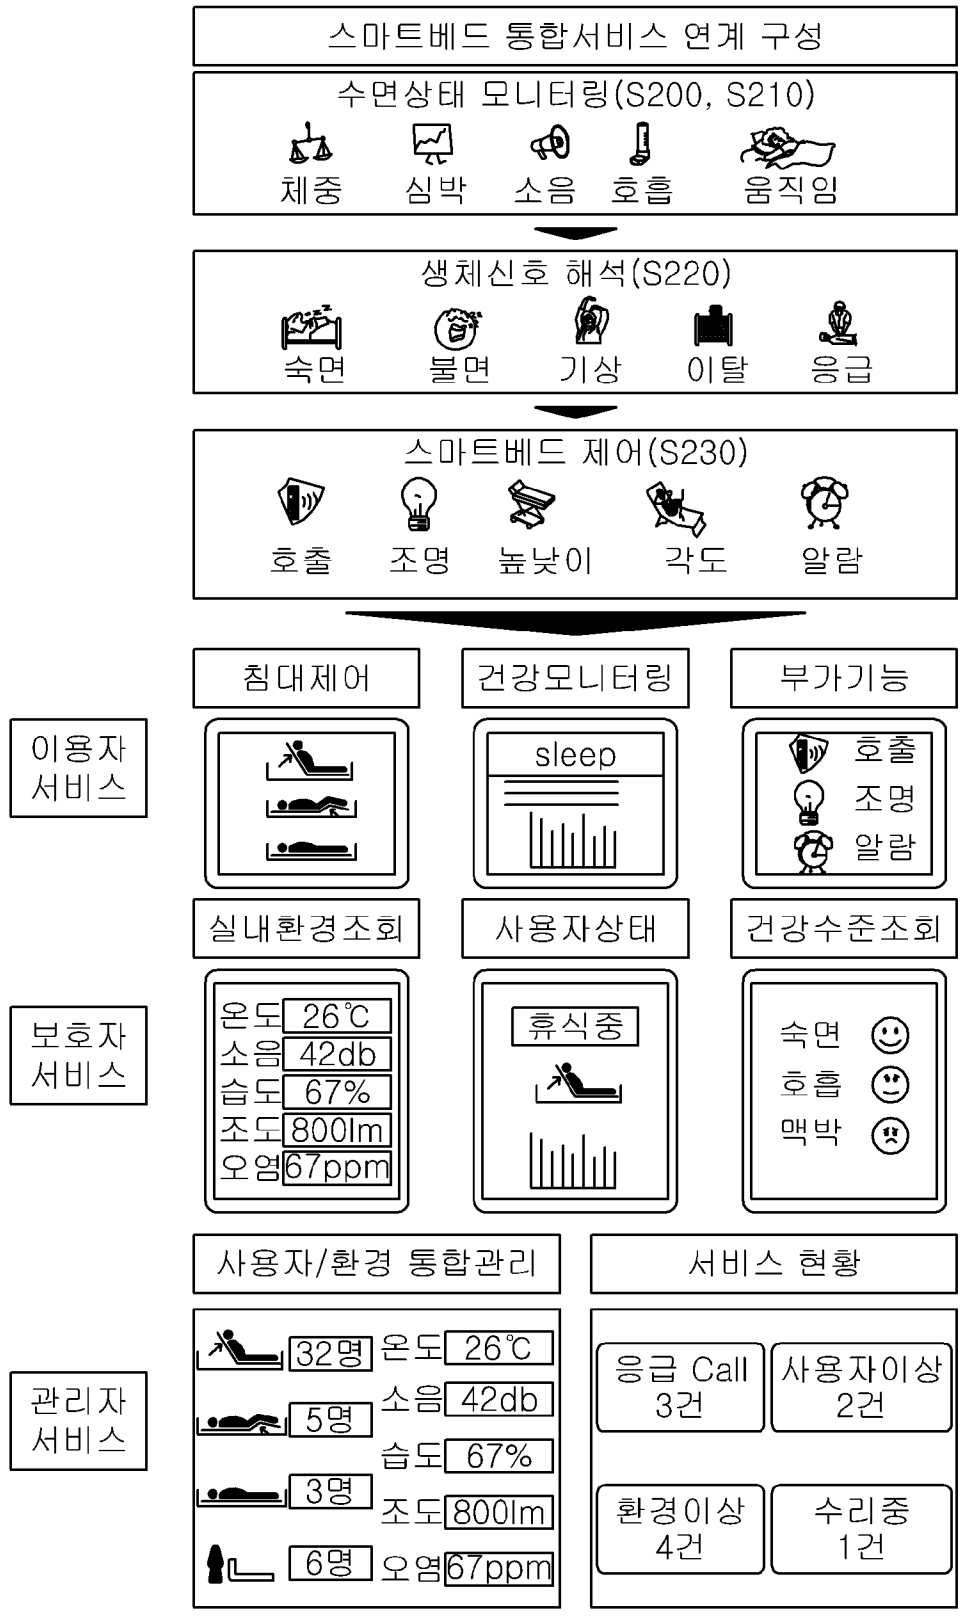 스마트베드 통합서비스 연계 구성
수면상태 모니터링(S200, S210)
체중 심박 소음 호흡 움직임
생체신호 해석(S220)
숙면 불면 기상 이탈 응급
스마트베드 제어(S230)
호출 조명 높낮이 각도 알람
침대제어 건강모니터링 부가기능
이용자
서비스
sleep
호출
조명
알람
실내환경조회 사용자상태 건강수준조회
보호자
서비스
온도 26℃
소음 42db
습도 67%
조도 800lm
오염 67ppm
휴식중
숙면
호흡
맥박
사용자/환경 통합관리 서비스 현황
관리자
서비스
32명 온도 26℃
5명 소음 42db
습도 67%
3명 조도 800lm
6명 오염 67ppm
응급 Call
3건
사용자이상
2건
환경이상
4건
수리중
1건